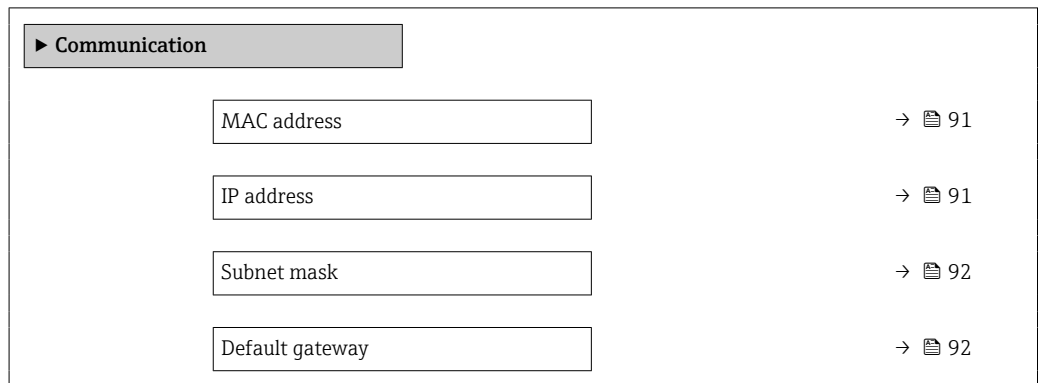 ▶ Communication
MAC address → 91
IP address → 91
Subnet mask → 92
Default gateway → 92